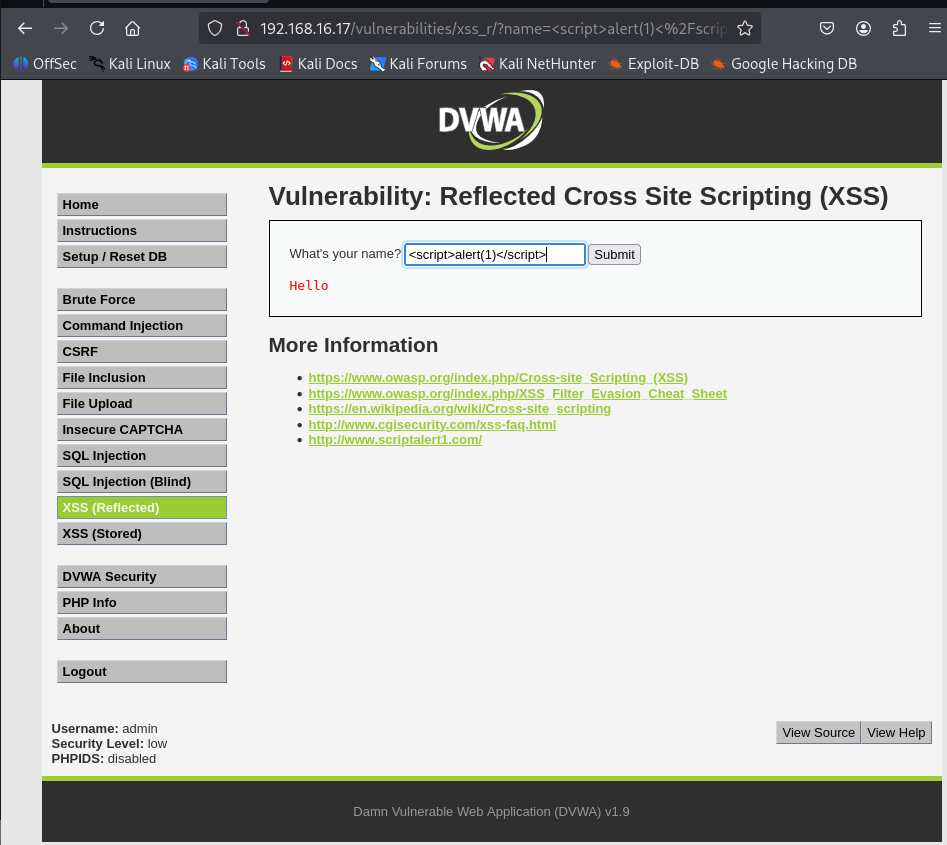 192.168.16.17/vulnerabilities/xss_r/?name=<script>alert(1)<%2Fscrip
OffSec Kali Linux Kali Tools Kali Docs Kali Forums Kali NetHunter Exploit-DB Google Hacking DB
DVWA
Vulnerability: Reflected Cross Site Scripting (XSS)
Home
Instructions
Setup / Reset DB
Brute Force
Command Injection
CSRF
File Inclusion
File Upload
Insecure CAPTCHA
SQL Injection
SQL Injection (Blind)
XSS (Reflected)
XSS (Stored)
DVWA Security
PHP Info
About
Logout
What's your name? <script>alert(1)</script> Submit
Hello
More Information
• https://www.owasp.org/index.php/Cross-site_Scripting_(XSS)
• https://www.owasp.org/index.php/XSS_Filter_Evasion_Cheat_Sheet
• https://en.wikipedia.org/wiki/Cross-site_scripting
• http://www.cgisecurity.com/xss-faq.html
• http://www.scriptalert1.com/
Username: admin
Security Level: low
PHPIDS: disabled
View Source View Help
Damn Vulnerable Web Application (DVWA) v1.9